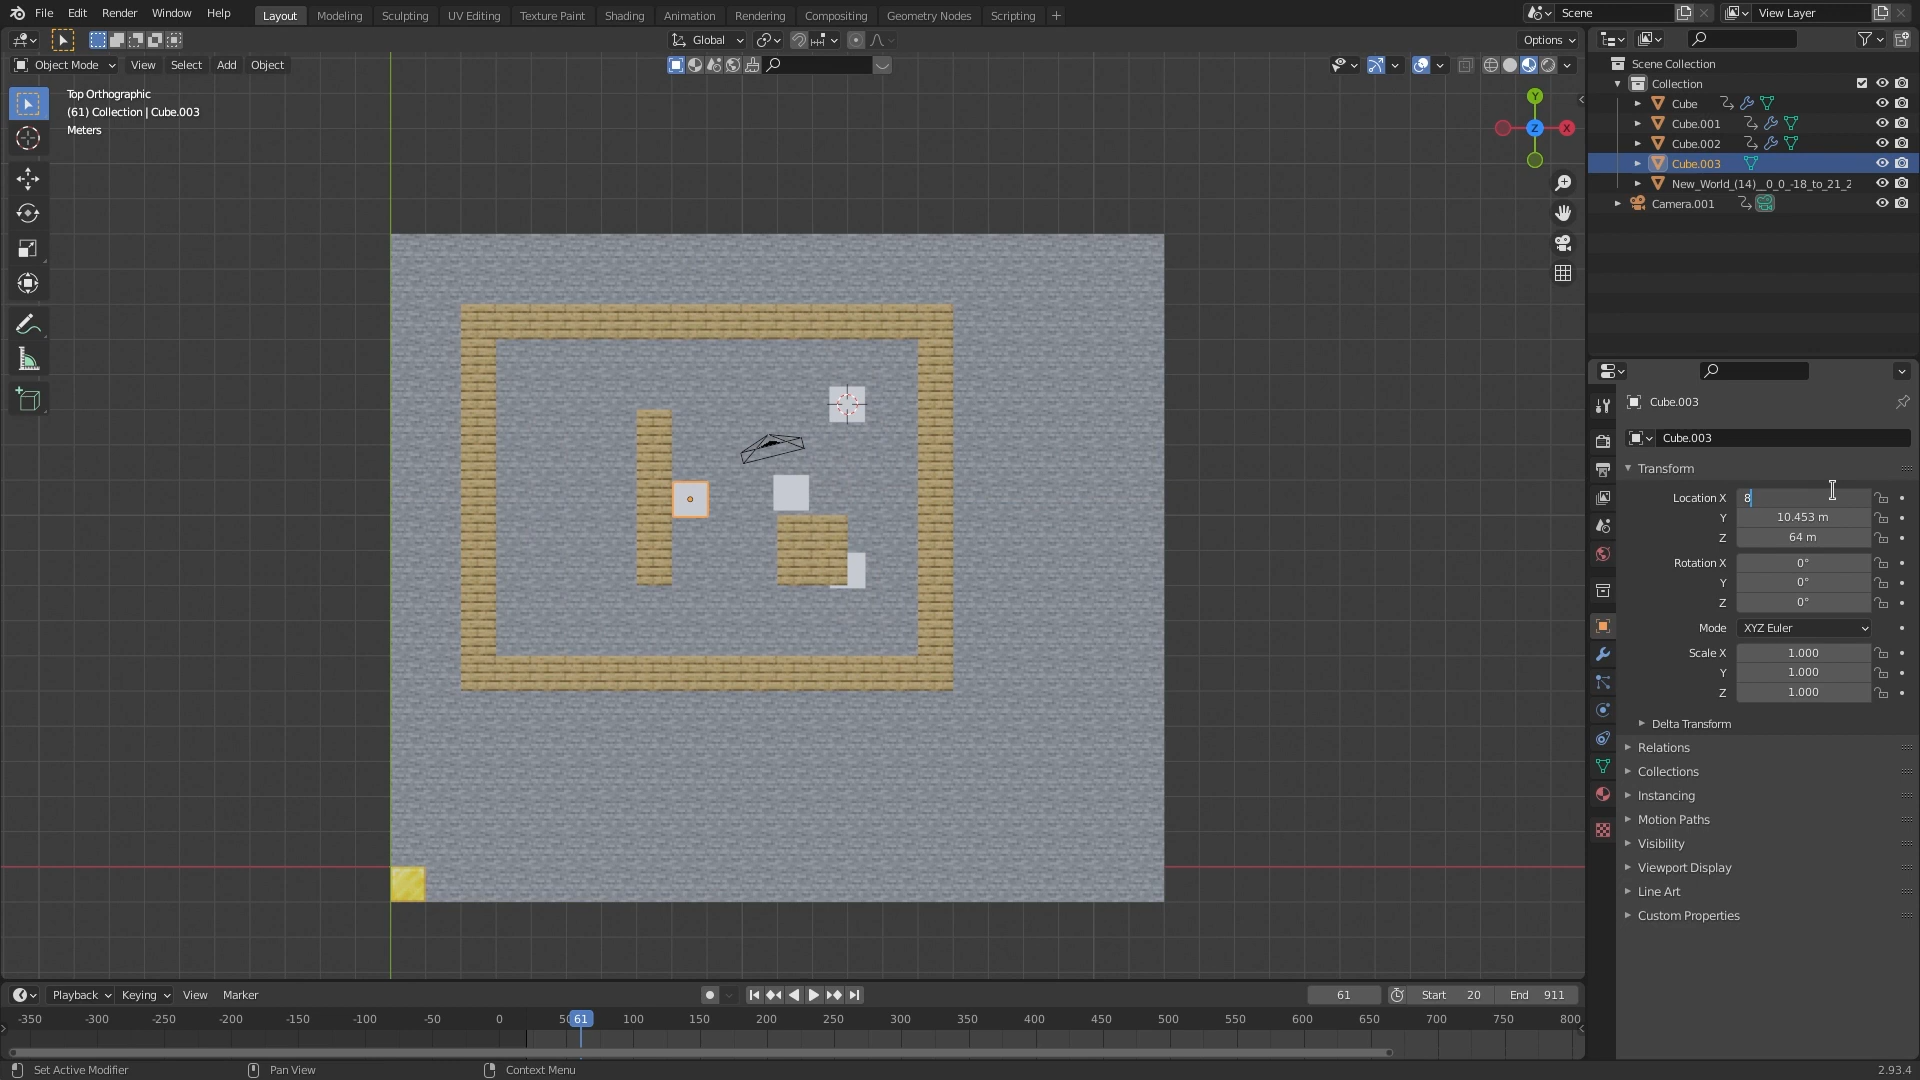 File Edit Render Window Help Layout Modeling Sculpting UV Editing Texture Paint Shading Animation Rendering Compositing Geometry Nodes Scripting + Scene View Layer
Global Options
Object Mode View Select Add Object
Top Orthographic
(61) Collection | Cube.003
Meters
Y
Z
X
Scene Collection
Collection
Cube
Cube.001
Cube.002
Cube.003
New_World_(14)__0_0_-18_to_21_2
Camera.001
Cube.003
Cube.003
Transform
Location X 8
Y 10.453 m
Z 64 m
Rotation X 0°
Y 0°
Z 0°
Mode XYZ Euler
Scale X 1.000
Y 1.000
Z 1.000
Delta Transform
Relations
Collections
Instancing
Motion Paths
Visibility
Viewport Display
Line Art
Custom Properties
Playback Keying View Marker 61 Start 20 End 911
-350 -300 -250 -200 -150 -100 -50 0 61 100 150 200 250 300 350 400 450 500 550 600 650 700 750 800
Set Active Modifier Pan View Context Menu 2.93.4